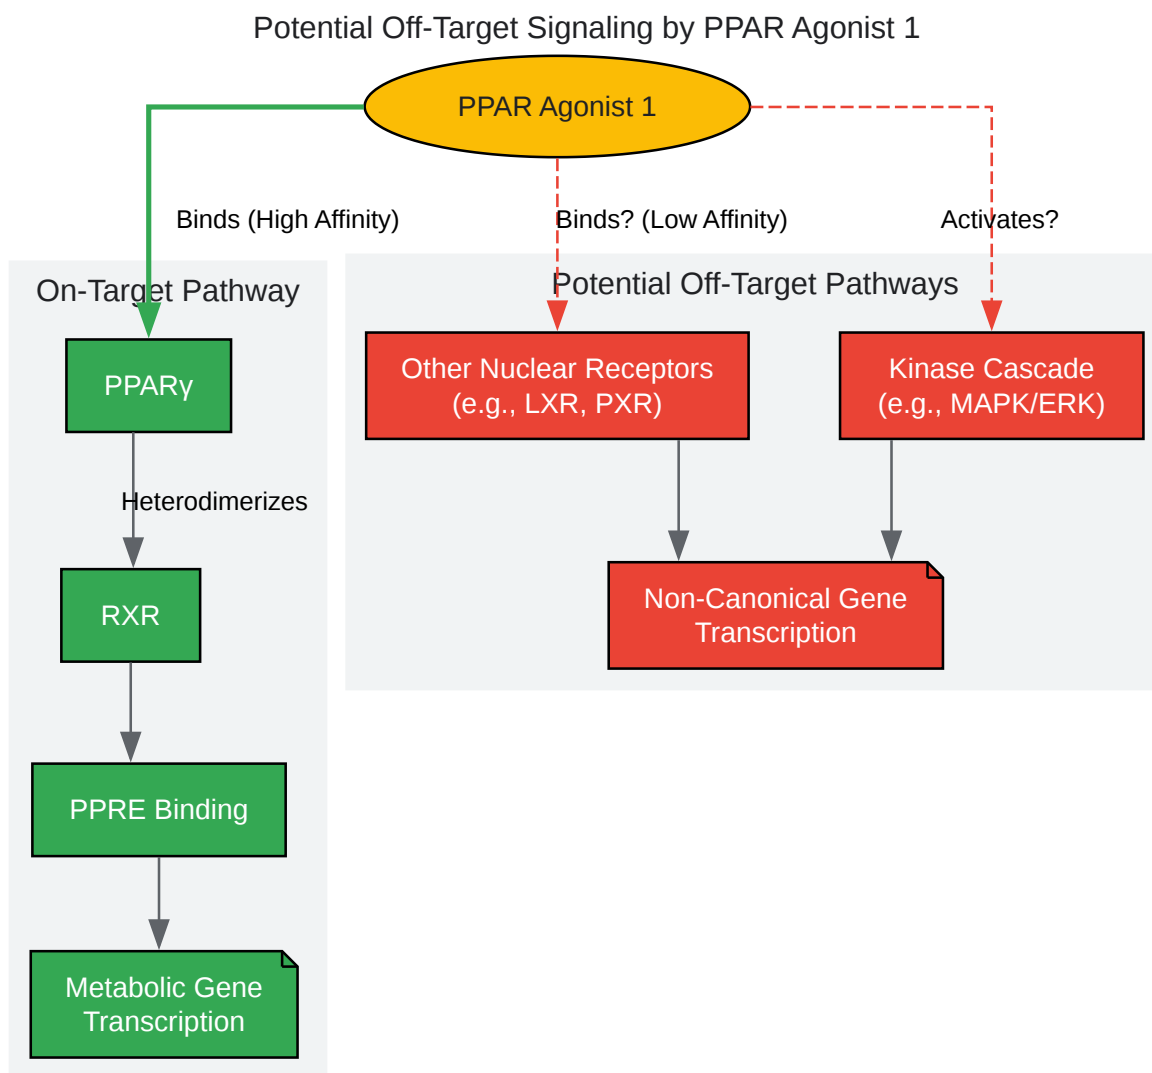 Potential Off-Target Signaling by PPAR Agonist 1
PPAR Agonist 1
Binds (High Affinity)
Binds? (Low Affinity)
Activates?
On-Target Pathway
PPARγ
Heterodimerizes
RXR
PPRE Binding
Metabolic Gene
Transcription
Potential Off-Target Pathways
Other Nuclear Receptors
(e.g., LXR, PXR)
Kinase Cascade
(e.g., MAPK/ERK)
Non-Canonical Gene
Transcription